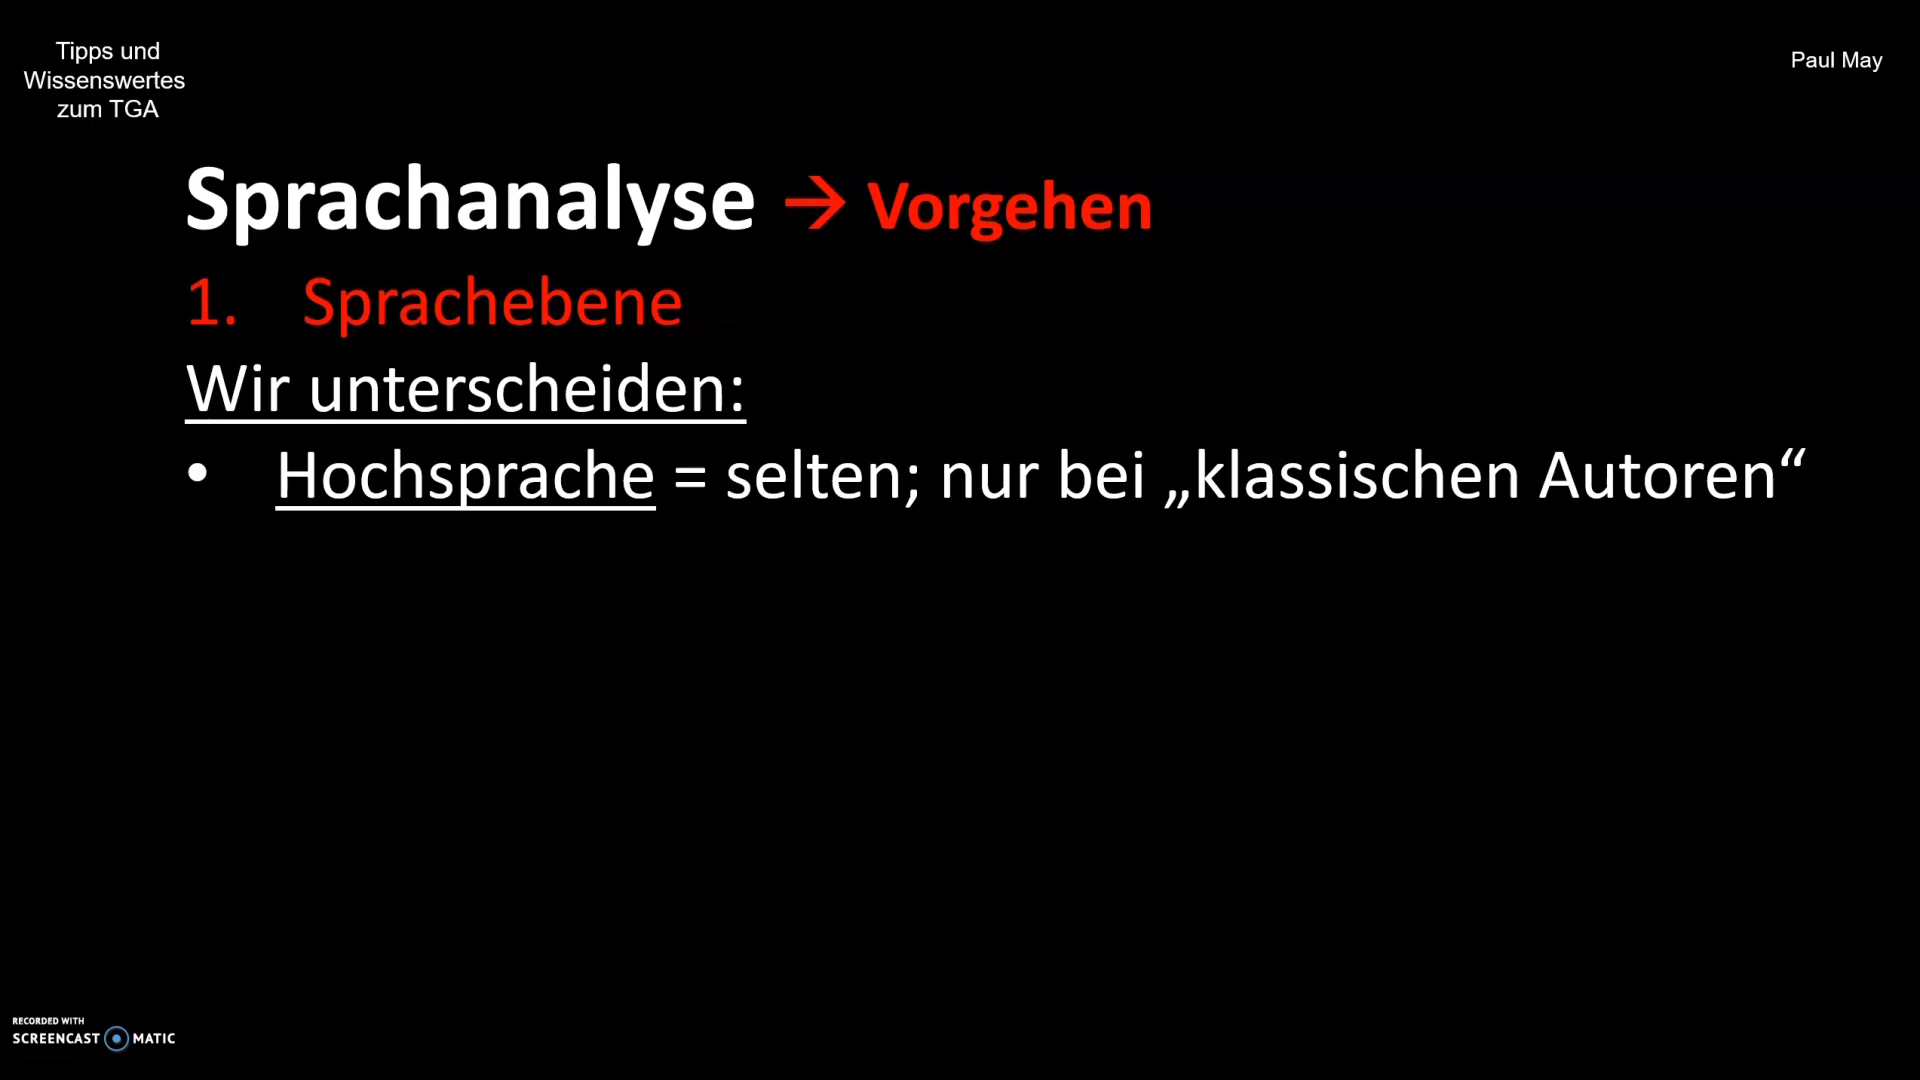 Tipps und
Wissenswertes
zum TGA
Paul May
Sprachanalyse → Vorgehen
1. Sprachebene
Wir unterscheiden:
• Hochsprache = selten; nur bei „klassischen Autoren“
RECORDED WITH
SCREENCAST MATIC